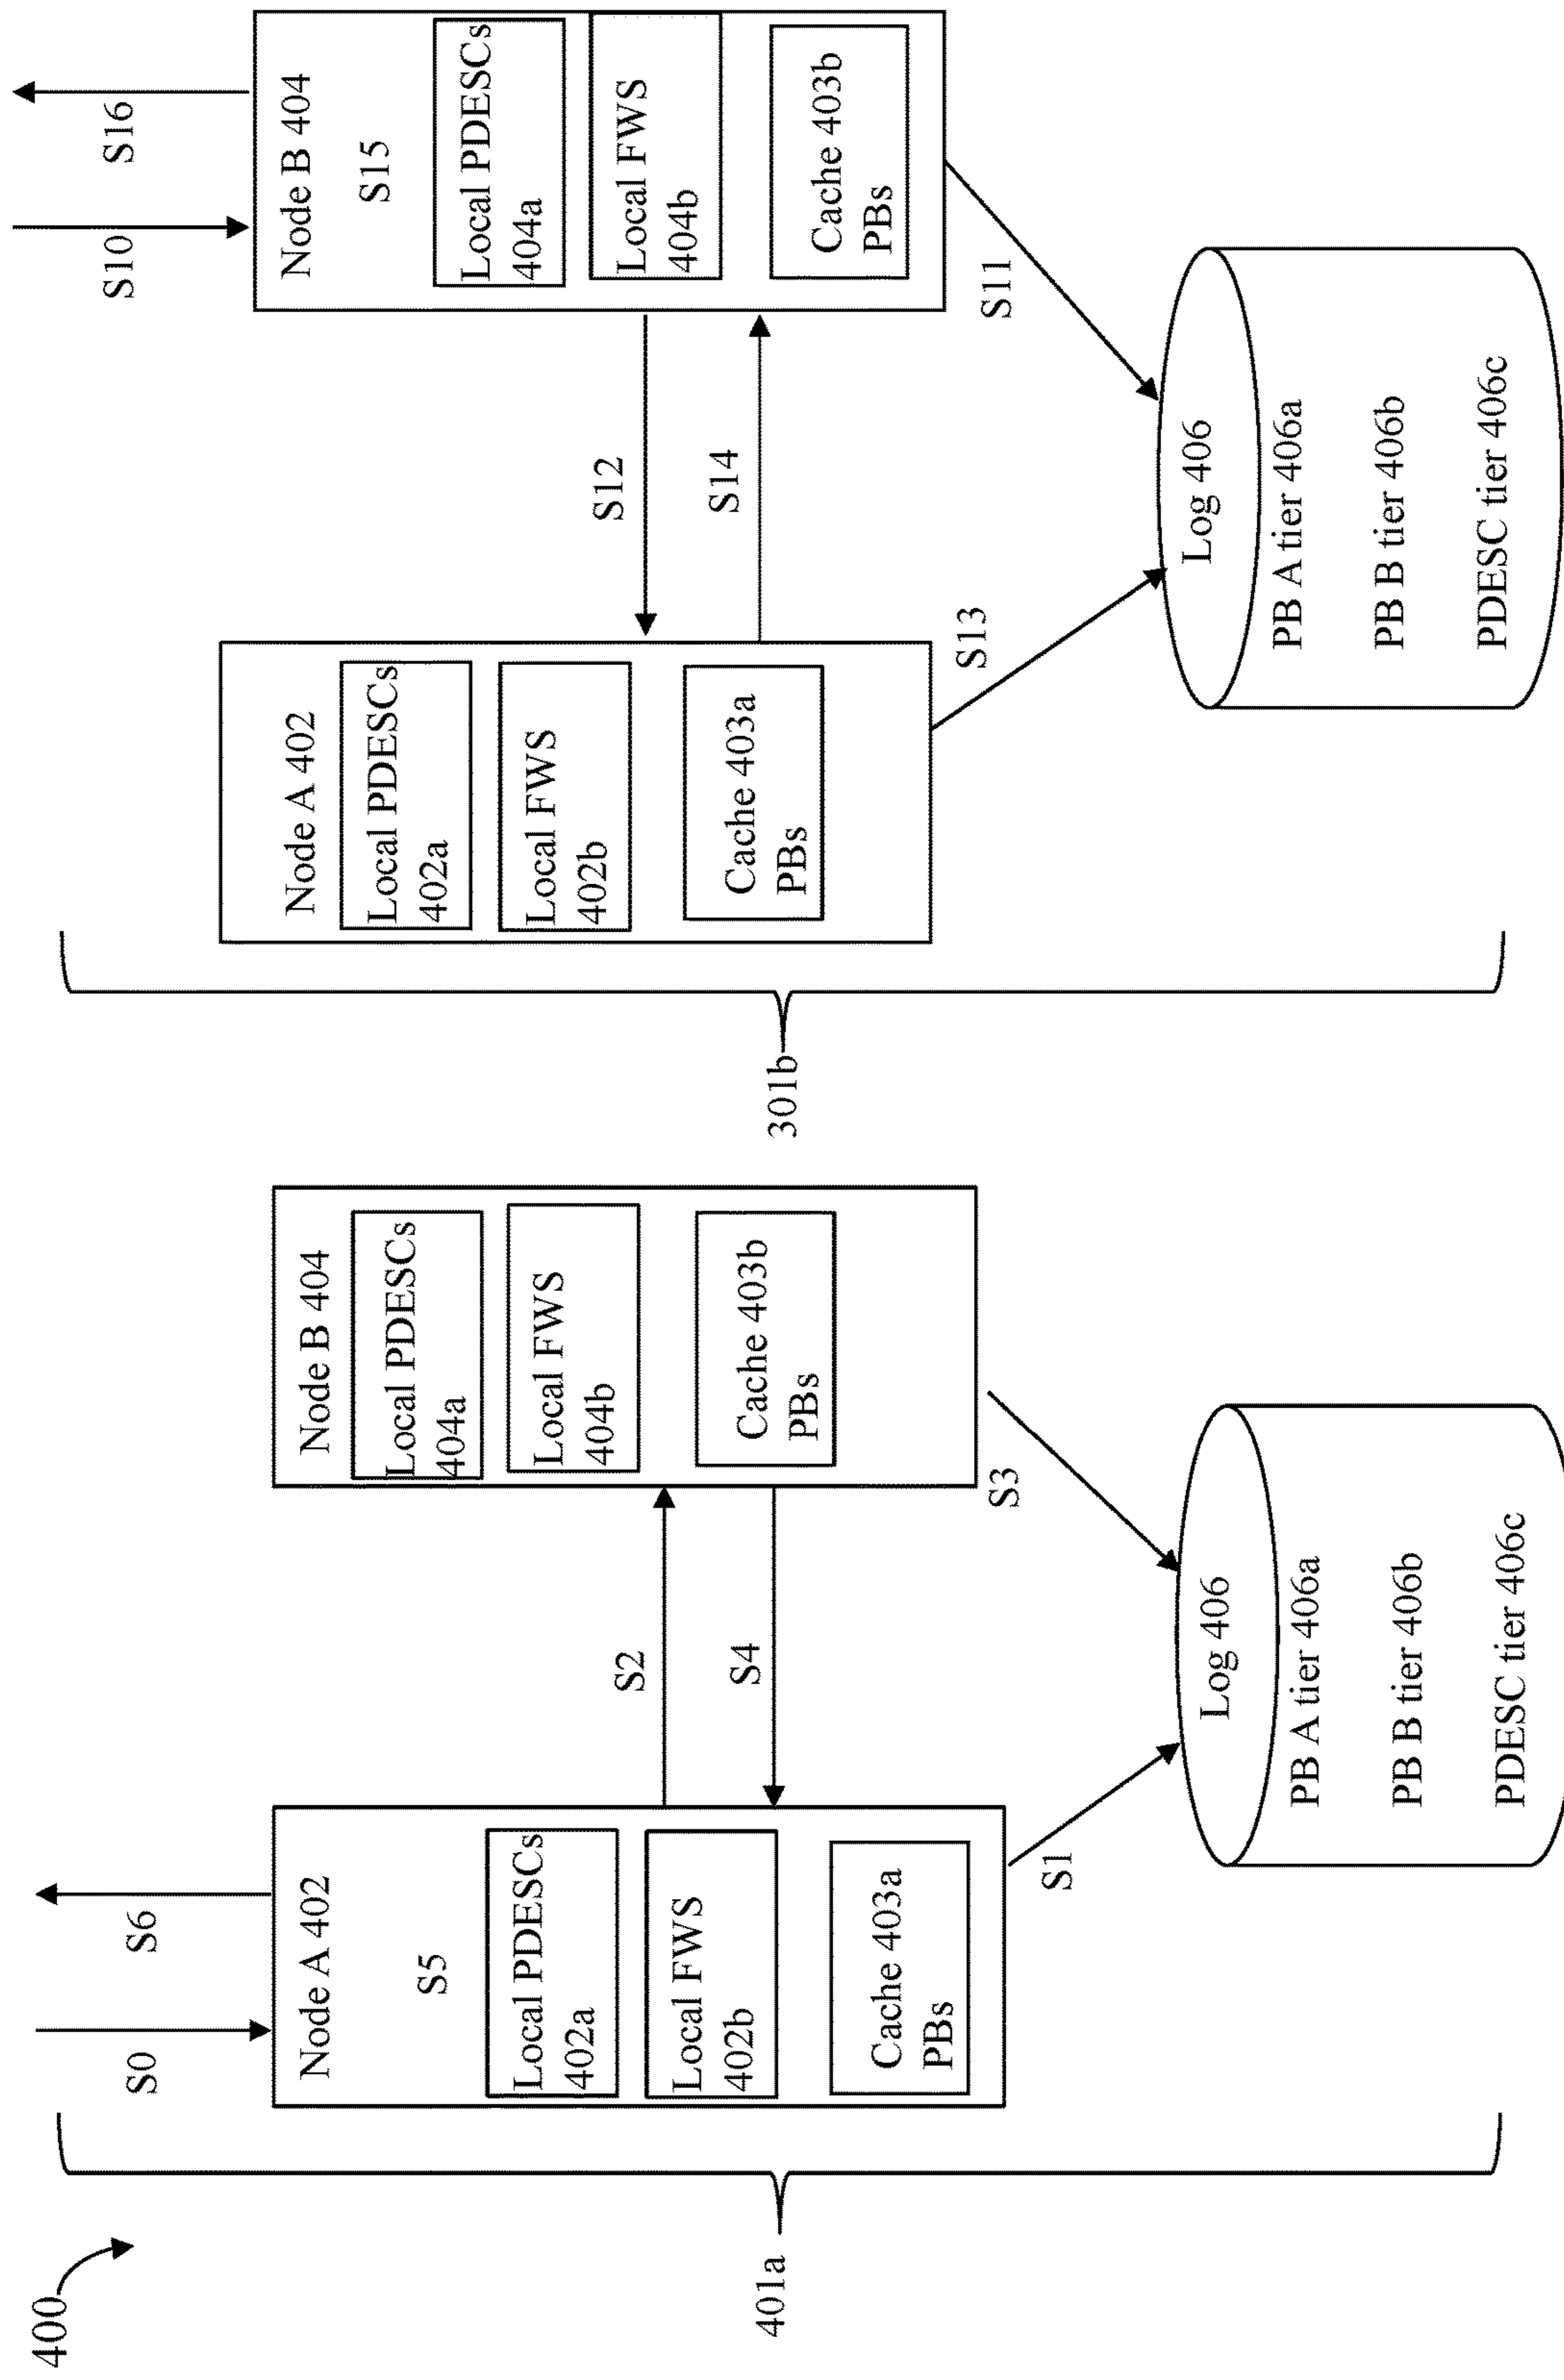 400
401a
S0
S6
Node A 402
S5
Local PDESCs
402a
Local FWS
402b
Cache 403a
PBs
S1
S2
S4
Node B 404
Local PDESCs
404a
Local FWS
404b
Cache 403b
PBs
S3
Log 406
PB A tier 406a
PB B tier 406b
PDESC tier 406c
301b
Node A 402
Local PDESCs
402a
Local FWS
402b
Cache 403a
PBs
S13
S12
S14
S10
S16
Node B 404
S15
Local PDESCs
404a
Local FWS
404b
Cache 403b
PBs
S11
Log 406
PB A tier 406a
PB B tier 406b
PDESC tier 406c